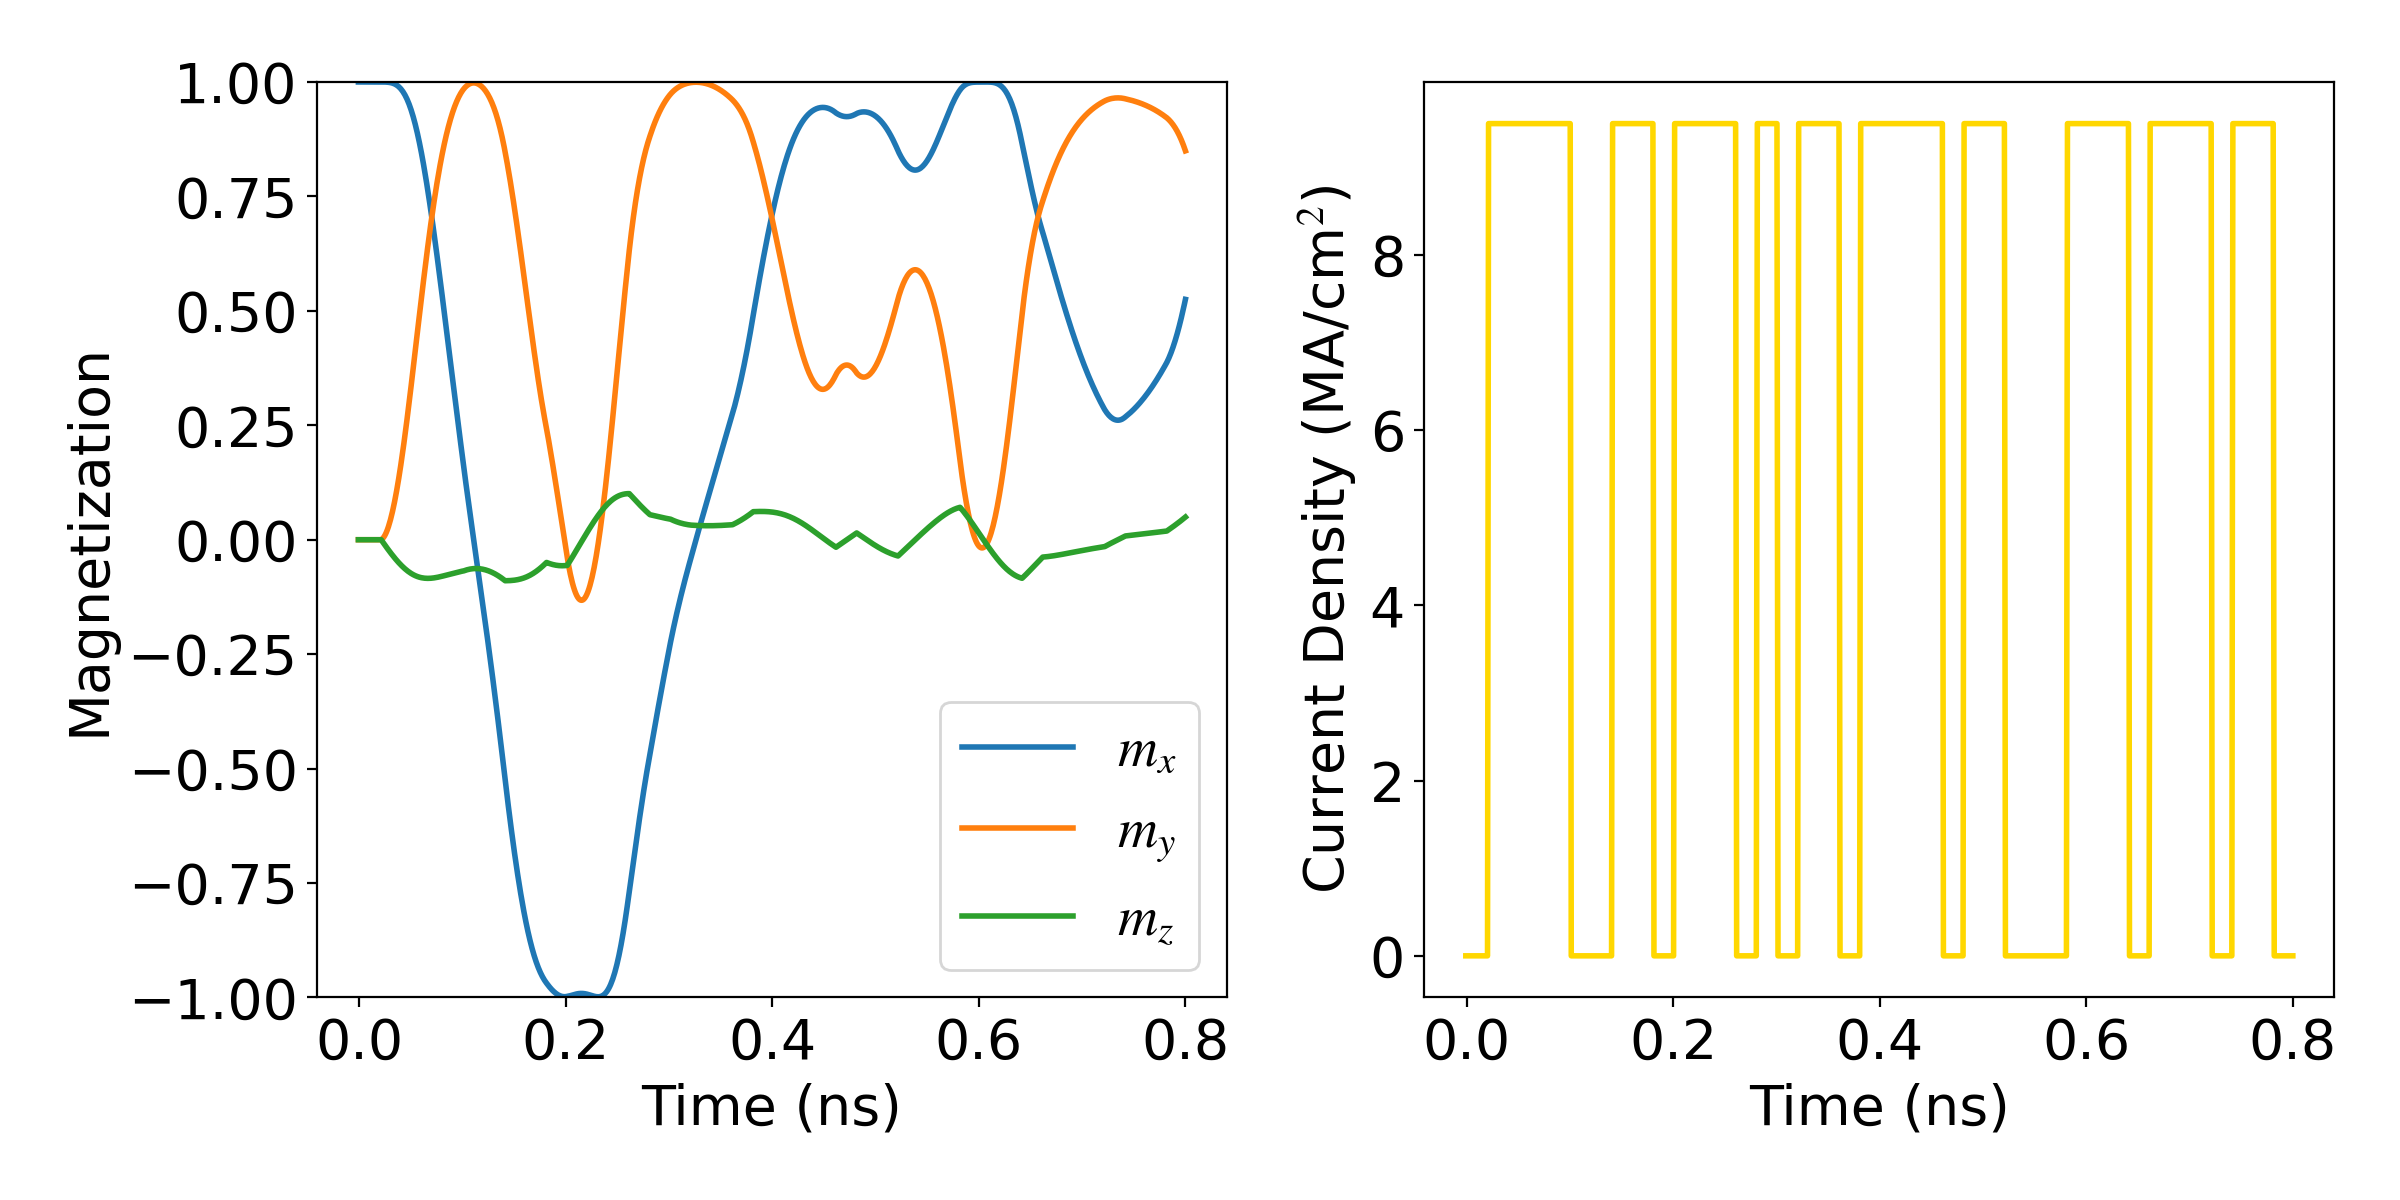 1.00
0.75
0.50
0.25
0.00
−0.25
−0.50
−0.75
−1.00
Magnetization
0.0 0.2 0.4 0.6 0.8
Time (ns)
m_x
m_y
m_z
8
6
4
2
0
Current Density (MA/cm²)
0.0 0.2 0.4 0.6 0.8
Time (ns)